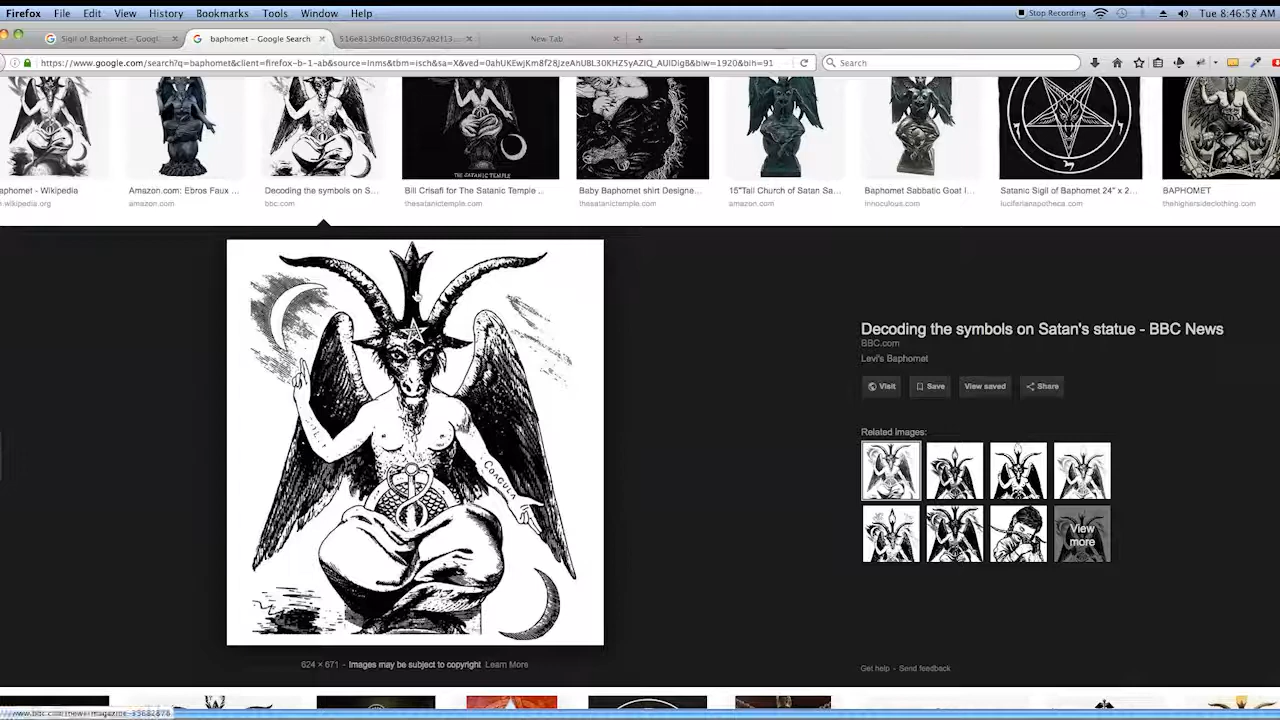 Firefox File Edit View History Bookmarks Tools Window Help Stop Recording Tue 8:46:58 AM
Sigil of Baphomet - Googl baphomet - Google Search 516e813bf60c8f0d367a92f13... New Tab
Search
aphomet - Wikipedia
wikipedia.org
Amazon.com: Ebros Faux ...
amazon.com
Decoding the symbols on S...
bbc.com
THE SATANIC TEMPLE
Bill Crisafi for The Satanic Temple ...
thesatanictemple.com
Baby Baphomet shirt Designe...
thesatanictemple.com
15"Tall Church of Satan Sa...
amazon.com
Baphomet Sabbatic Goat I...
innoculous.com
Satanic Sigil of Baphomet 24" x 2...
luciferianapotheca.com
BAPHOMET
thehighersideclothing.com
COAGULA
Decoding the symbols on Satan's statue - BBC News
BBC.com
Levi's Baphomet
Visit Save View saved Share
Related images:
View more
624 × 671 - Images may be subject to copyright Learn More
Get help - Send feedback